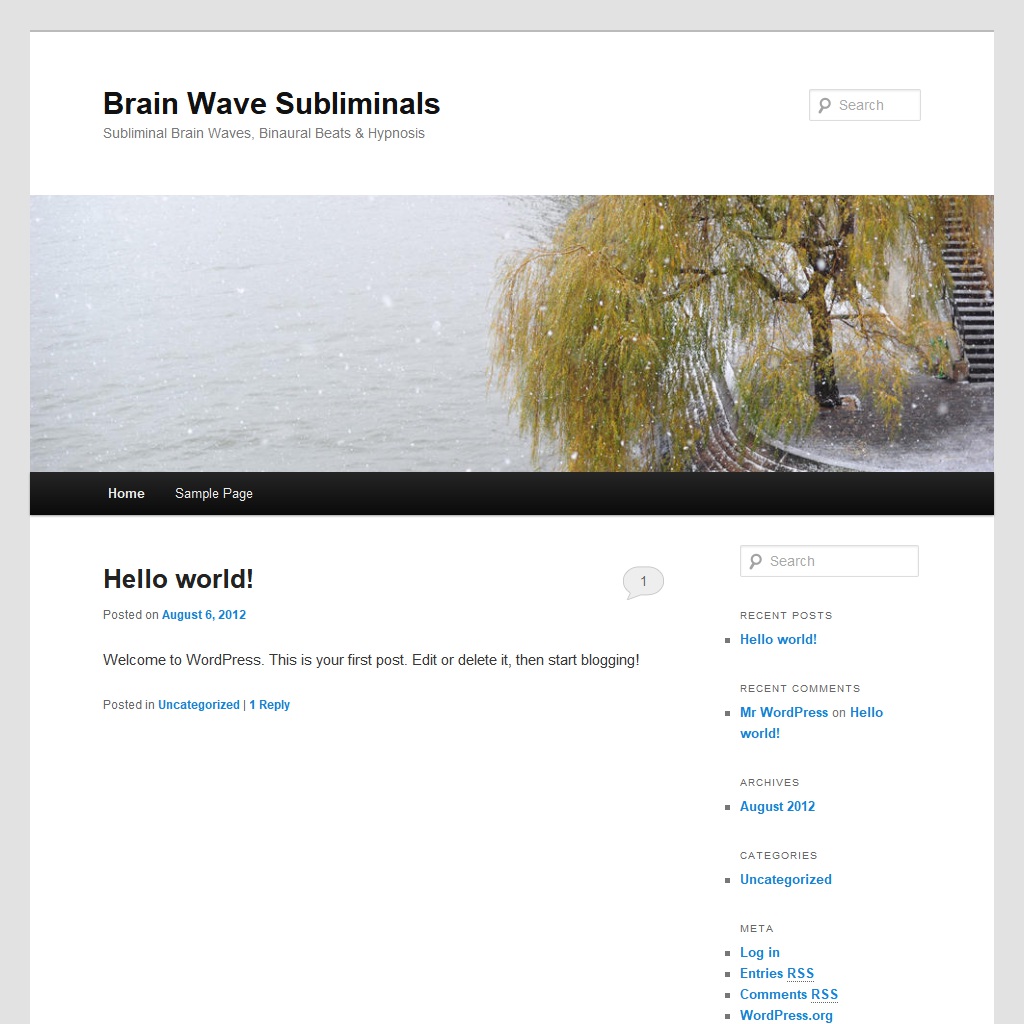 Brain Wave Subliminals
Subliminal Brain Waves, Binaural Beats & Hypnosis
Search
Home
Sample Page
Hello world!
1
Posted on August 6, 2012
Welcome to WordPress. This is your first post. Edit or delete it, then start blogging!
Posted in Uncategorized | 1 Reply
Search
RECENT POSTS
Hello world!
RECENT COMMENTS
Mr WordPress on Hello
world!
ARCHIVES
August 2012
CATEGORIES
Uncategorized
META
Log in
Entries RSS
Comments RSS
WordPress.org